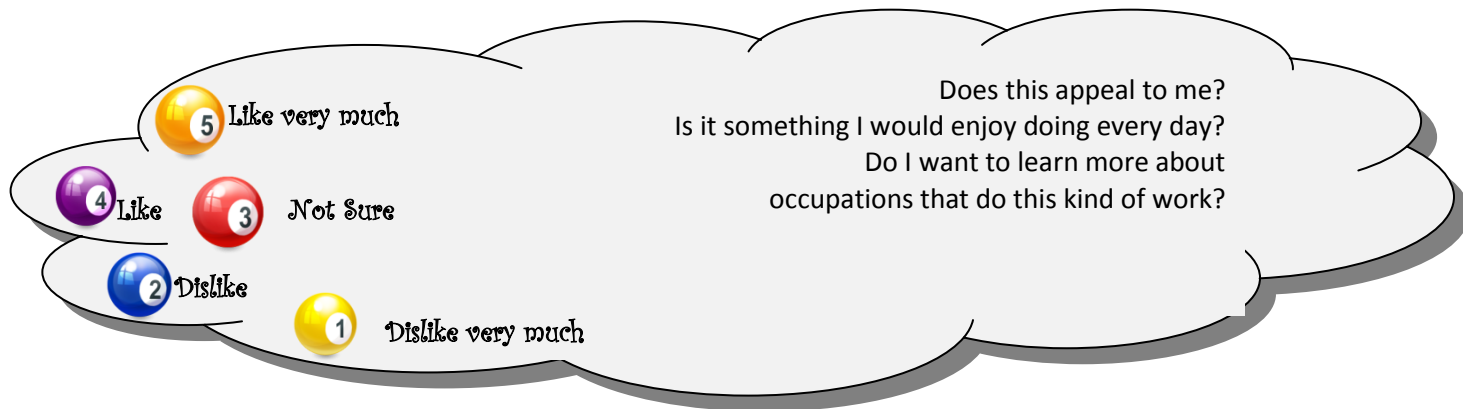 5 Like very much
4 Like
3 Not Sure
2 Dislike
1 Dislike very much
Does this appeal to me?
Is it something I would enjoy doing every day?
Do I want to learn more about
occupations that do this kind of work?